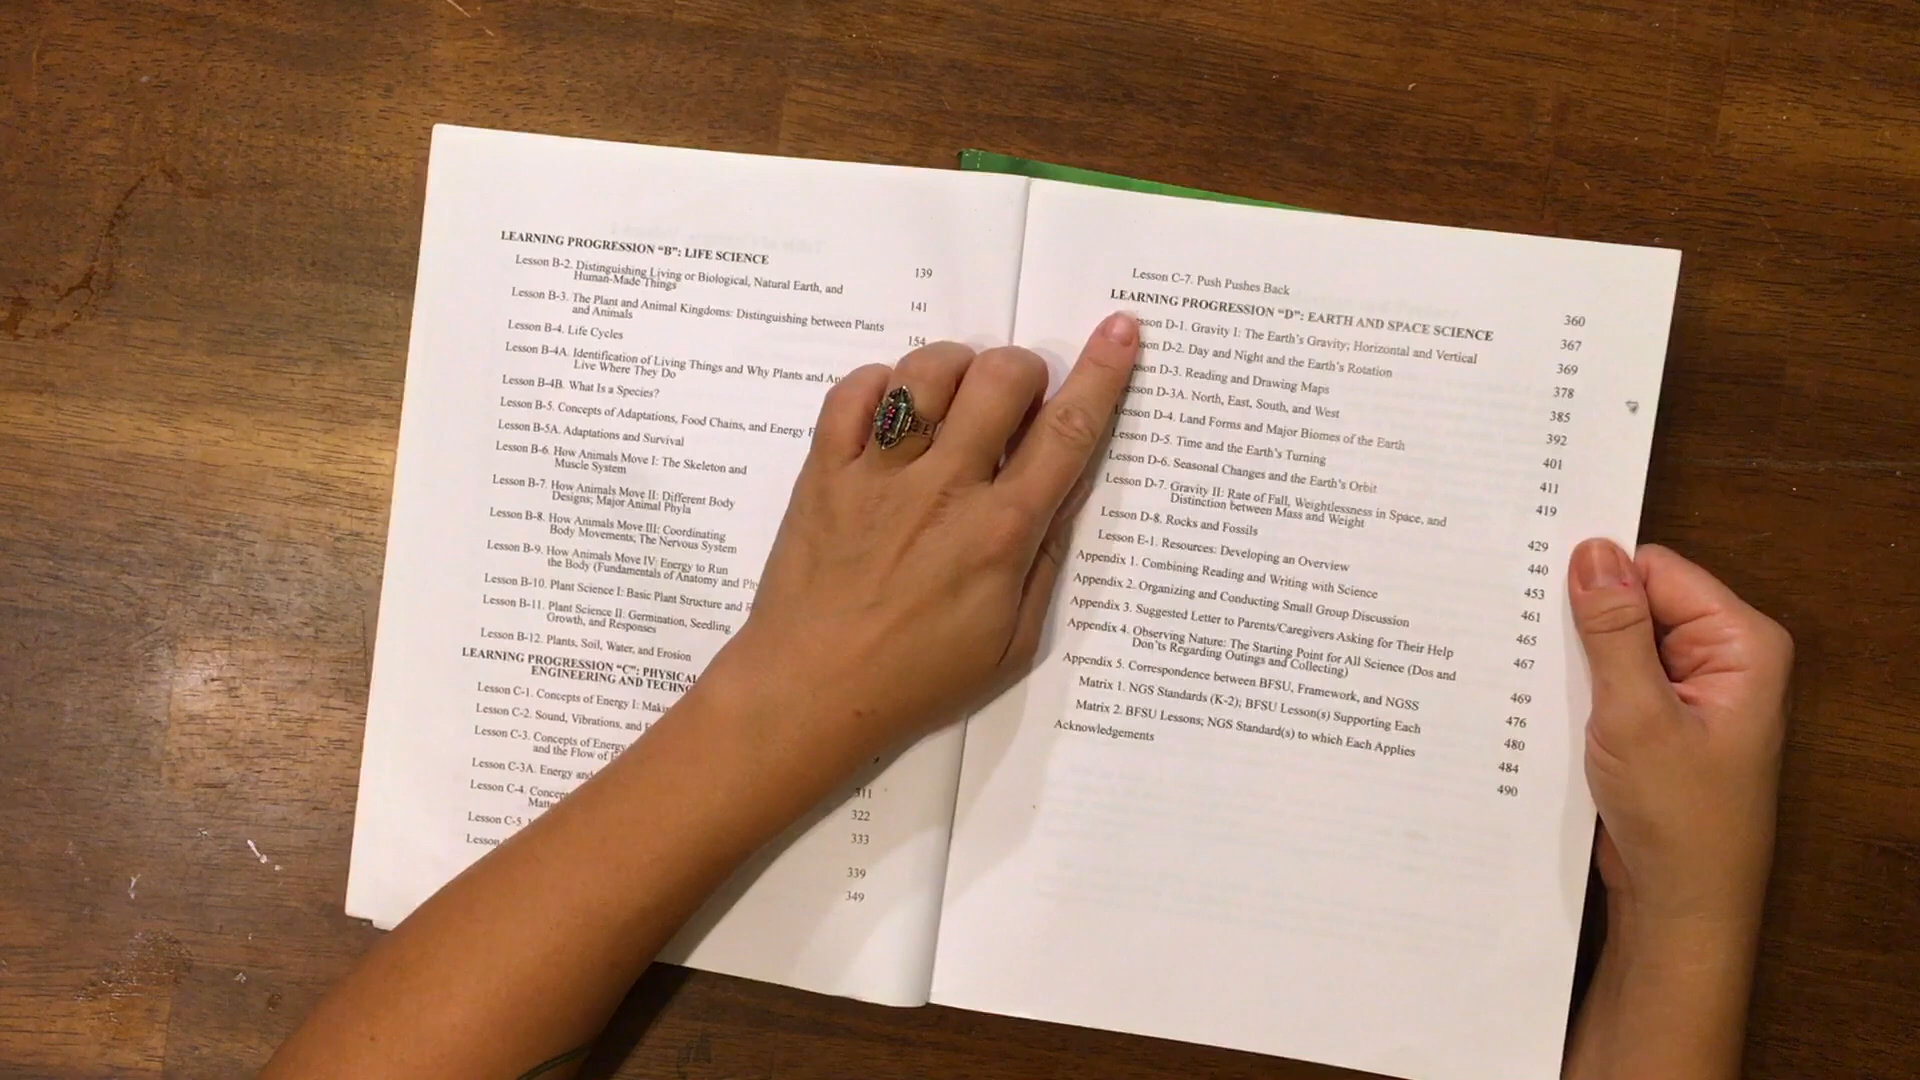 LEARNING PROGRESSION “B”: LIFE SCIENCE 139
Lesson B-2. Distinguishing Living or Biological, Natural Earth, and
Human-Made Things 141
Lesson B-3. The Plant and Animal Kingdoms: Distinguishing between Plants
and Animals 154
Lesson B-4. Life Cycles
Lesson B-4A. Identification of Living Things and Why Plants and
Live Where They Do
Lesson B-4B. What Is a Species?
Lesson B-5. Concepts of Adaptations, Food Chains, and Energy
Lesson B-5A. Adaptations and Survival
Lesson B-6. How Animals Move I: The Skeleton and
Muscle System
Lesson B-7. How Animals Move II: Different Body
Designs; Major Animal Phyla
Lesson B-8. How Animals Move III: Coordinating
Body Movements; The Nervous System
Lesson B-9. How Animals Move IV: Energy to Run
the Body (Fundamentals of Anatomy and
Lesson B-10. Plant Science I: Basic Plant Structure and
Lesson B-11. Plant Science II: Germination, Seedling
Growth, and Responses
Lesson B-12. Plants, Soil, Water, and Erosion
LEARNING PROGRESSION “C”: PHYSICAL
ENGINEERING AND
Lesson C-1. Concepts of Energy I:
Lesson C-2. Sound, Vibrations, and
Lesson C-3. Concepts of Energy
and the Flow of
Lesson C-3A. Energy and
Lesson C-4. 311
322
Lesson C-5. 333
Lesson
339
349
Lesson C-7. Push Pushes Back 360
LEARNING PROGRESSION “D”: EARTH AND SPACE SCIENCE 367
D-1. Gravity I: The Earth’s Gravity; Horizontal and Vertical 369
D-2. Day and Night and the Earth’s Rotation 378
D-3. Reading and Drawing Maps 385
D-3A. North, East, South, and West 392
Lesson D-4. Land Forms and Major Biomes of the Earth 401
Lesson D-5. Time and the Earth’s Turning 411
Lesson D-6. Seasonal Changes and the Earth’s Orbit 419
Lesson D-7. Gravity II: Rate of Fall, Weightlessness in Space, and
Distinction between Mass and Weight 429
Lesson D-8. Rocks and Fossils 440
Lesson E-1. Resources: Developing an Overview 453
Appendix 1. Combining Reading and Writing with Science 461
Appendix 2. Organizing and Conducting Small Group Discussion 465
Appendix 3. Suggested Letter to Parents/Caregivers Asking for Their Help 467
Appendix 4. Observing Nature: The Starting Point for All Science (Dos and
Don’ts Regarding Outings and Collecting) 469
Appendix 5. Correspondence between BFSU, Framework, and NGSS 476
Matrix 1. NGS Standards (K-2); BFSU Lesson(s) Supporting Each 480
Matrix 2. BFSU Lessons; NGS Standard(s) to which Each Applies 484
Acknowledgements 490